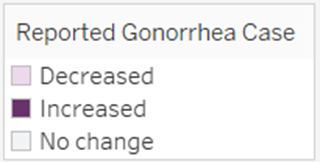 Reported Gonorrhea Case
Decreased
Increased
No change